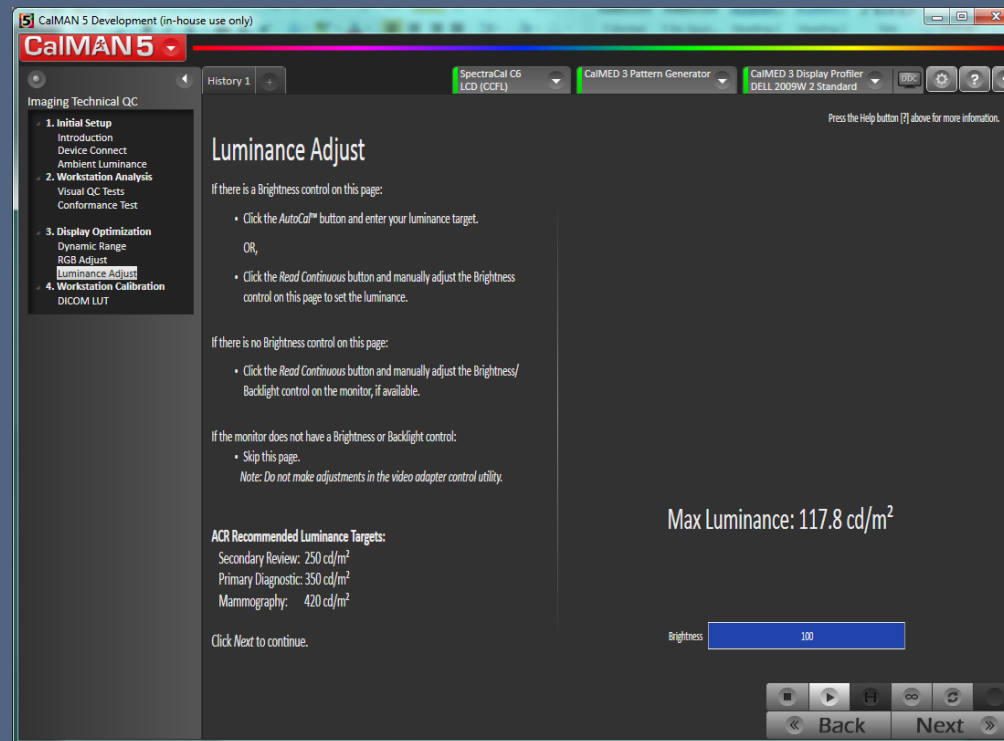 CalMAN 5 Development (in-house use only)
CalMAN 5
History 1
SpectraCal C6
LCD (CCFL)
CalMED 3 Pattern Generator
CalMED 3 Display Profiler
DELL 2009W 2 Standard
DDC
?
Imaging Technical QC
1. Initial Setup
Introduction
Device Connect
Ambient Luminance
2. Workstation Analysis
Visual QC Tests
Conformance Test
3. Display Optimization
Dynamic Range
RGB Adjust
Luminance Adjust
4. Workstation Calibration
DICOM LUT
Press the Help button [?] above for more infomation.
Luminance Adjust
If there is a Brightness control on this page:
• Click the AutoCal™ button and enter your luminance target.
OR,
• Click the Read Continuous button and manually adjust the Brightness
control on this page to set the luminance.
If there is no Brightness control on this page:
• Click the Read Continuous button and manually adjust the Brightness/
Backlight control on the monitor, if available.
If the monitor does not have a Brightness or Backlight control:
• Skip this page.
Note: Do not make adjustments in the video adapter control utility.
ACR Recommended Luminance Targets:
Secondary Review: 250 cd/m²
Primary Diagnostic: 350 cd/m²
Mammography: 420 cd/m²
Click Next to continue.
Max Luminance: 117.8 cd/m²
Brightness 100
Back Next